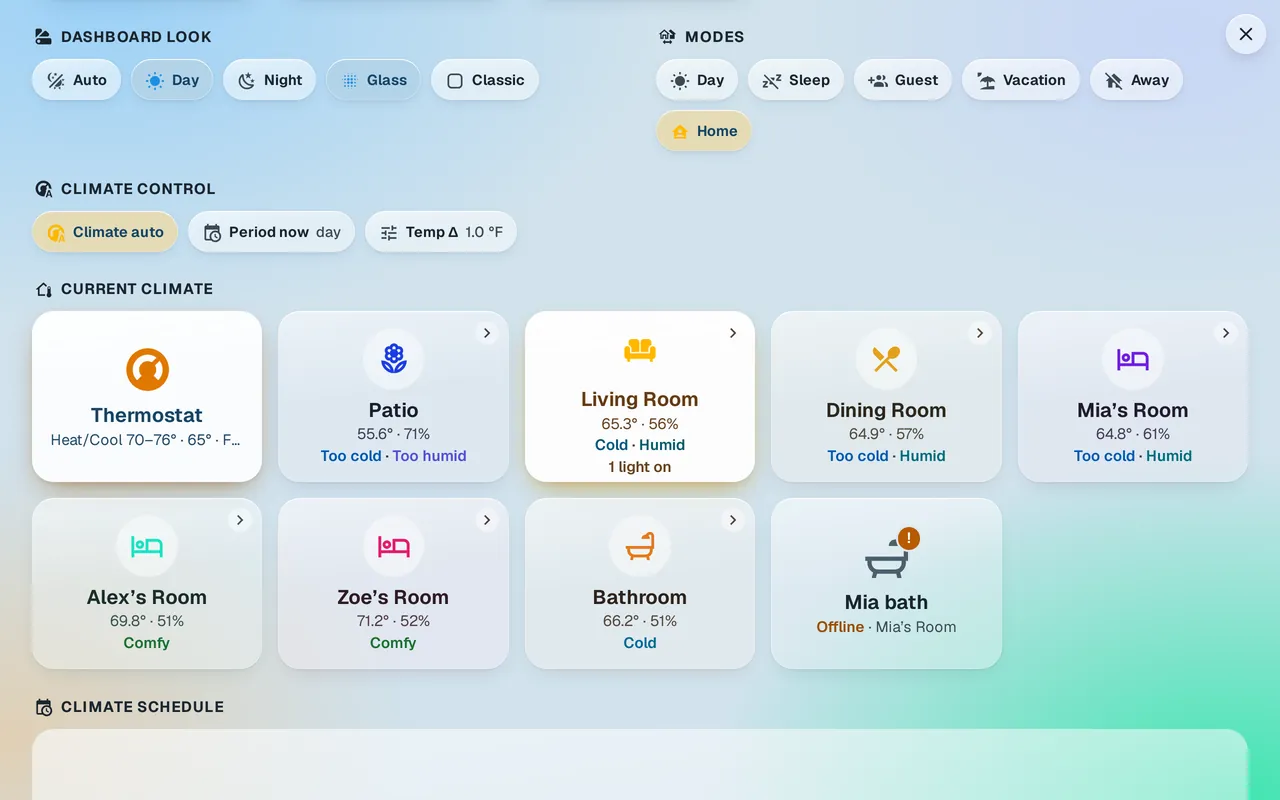 DASHBOARD LOOK
Auto
Day
Night
Glass
Classic
MODES
Day
Sleep
Guest
Vacation
Away
Home
CLIMATE CONTROL
Climate auto
Period now day
Temp Δ 1.0 °F
CURRENT CLIMATE
Thermostat
Heat/Cool 70–76° · 65° · F...
Patio
55.6° · 71%
Too cold · Too humid
Living Room
65.3° · 56%
Cold · Humid
1 light on
Dining Room
64.9° · 57%
Too cold · Humid
Mia's Room
64.8° · 61%
Too cold · Humid
Alex's Room
69.8° · 51%
Comfy
Zoe's Room
71.2° · 52%
Comfy
Bathroom
66.2° · 51%
Cold
!
Mia bath
Offline · Mia's Room
CLIMATE SCHEDULE